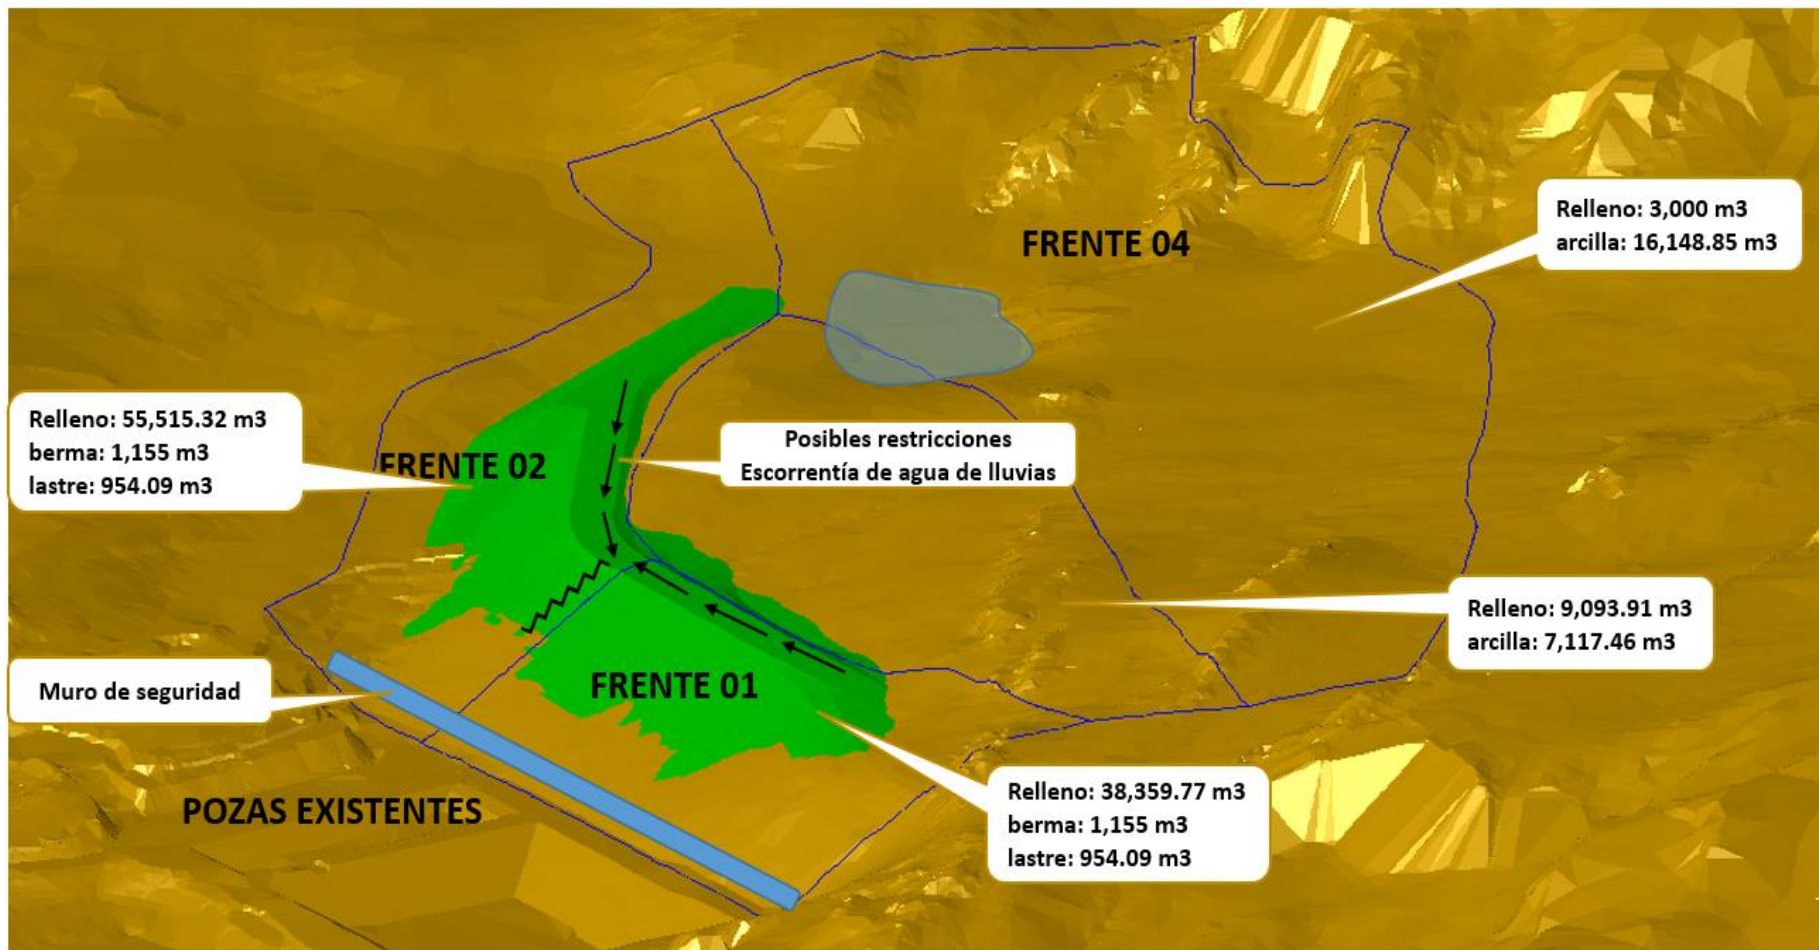 FRENTE 04
Relleno: 3,000 m3
arcilla: 16,148.85 m3
Relleno: 55,515.32 m3
berma: 1,155 m3
lastre: 954.09 m3
FRENTE 02
Posibles restricciones
Escorrentía de agua de lluvias
Relleno: 9,093.91 m3
arcilla: 7,117.46 m3
Muro de seguridad
FRENTE 01
POZAS EXISTENTES
Relleno: 38,359.77 m3
berma: 1,155 m3
lastre: 954.09 m3